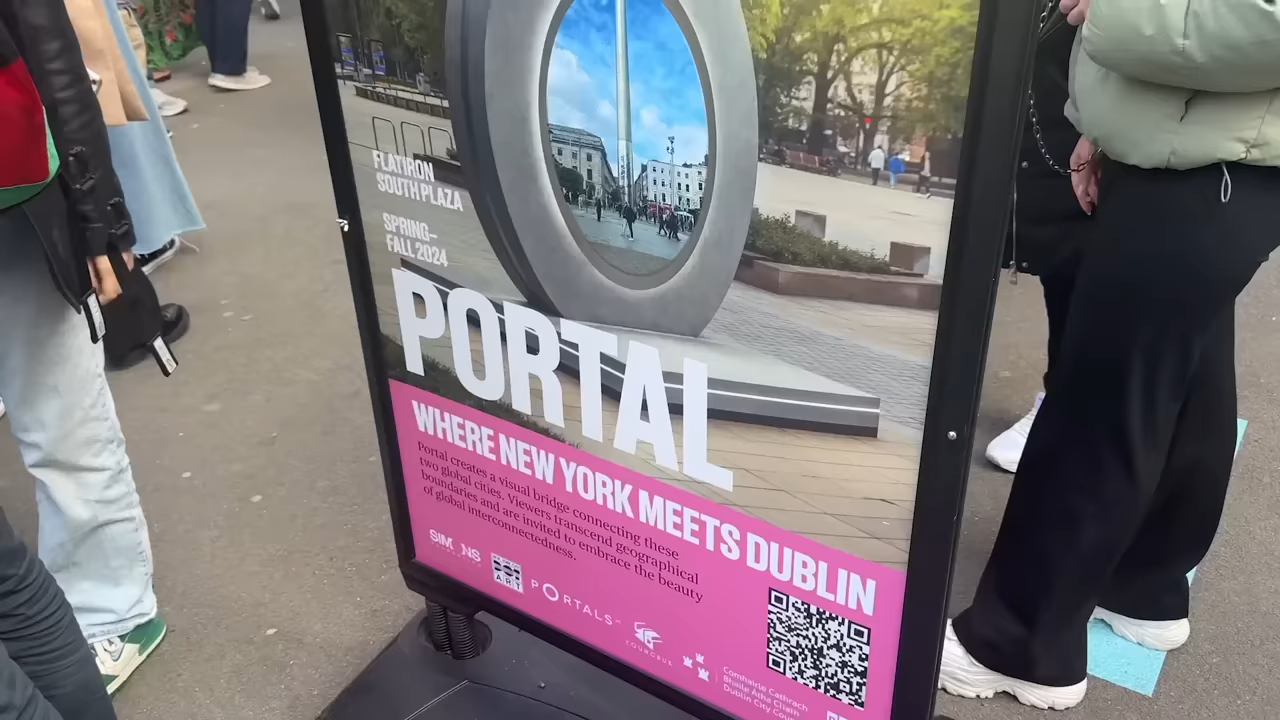 FLATIRON
SOUTH PLAZA
SPRING–
FALL 2024
PORTAL
WHERE NEW YORK MEETS DUBLIN
Portal creates a visual bridge connecting these
two global cities. Viewers transcend geographical
boundaries and are invited to embrace the beauty
of global interconnectedness.
SIMONS
ART
PORTALS
Comhairle Cathrach
Bhaile Átha Cliath
Dublin City